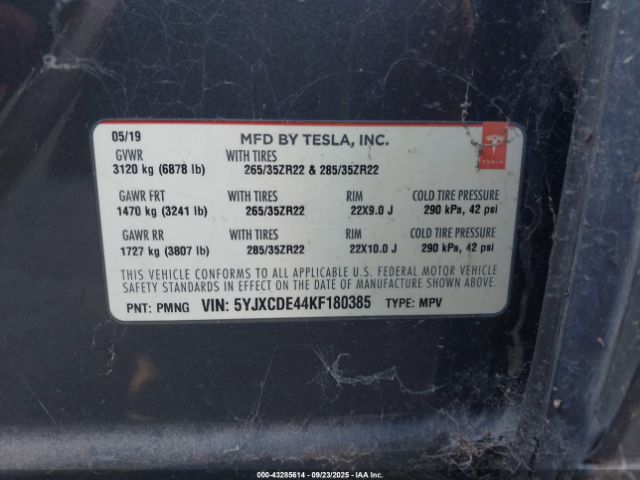 05/19 MFD BY TESLA, INC.
GVWR WITH TIRES
3120 kg (6878 lb) 265/35ZR22 & 285/35ZR22
TESLA
GAWR FRT WITH TIRES RIM COLD TIRE PRESSURE
1470 kg (3241 lb) 265/35ZR22 22X9.0 J 290 kPa, 42 psi
GAWR RR WITH TIRES RIM COLD TIRE PRESSURE
1727 kg (3807 lb) 285/35ZR22 22X10.0 J 290 kPa, 42 psi
THIS VEHICLE CONFORMS TO ALL APPLICABLE U.S. FEDERAL MOTOR VEHICLE
SAFETY STANDARDS IN EFFECT ON THE DATE OF MANUFACTURE SHOWN ABOVE.
PNT: PMNG VIN: 5YJXCDE44KF180385 TYPE: MPV
000-43285614 - 09/23/2025 - IAA Inc.